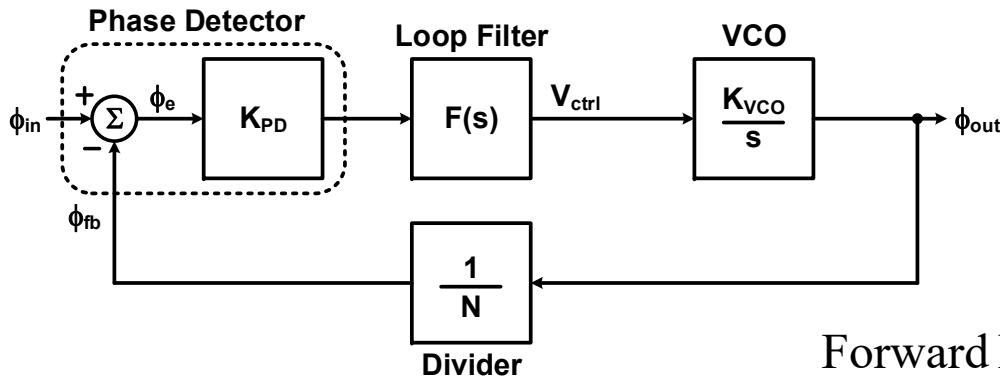 Phase Detector
Loop Filter
VCO
ϕin
+
−
Σ
ϕe
KPD
F(s)
Vctrl
KVCO
s
ϕout
ϕfb
1
N
Divider
Forward